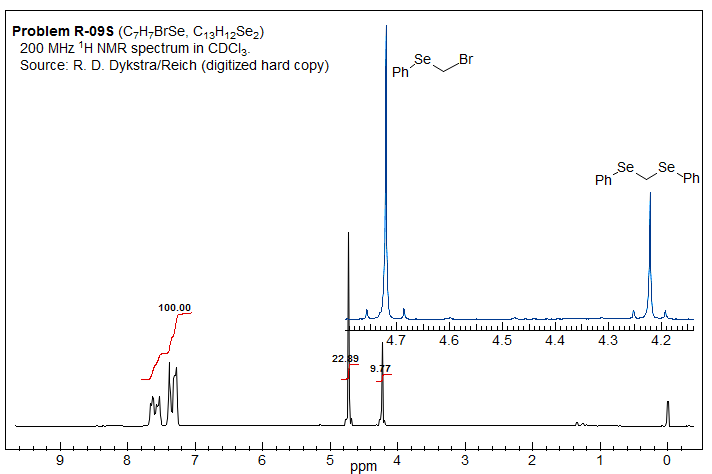 Problem R-09S (C₇H₇BrSe, C₁₃H₁₂Se₂)
200 MHz ¹H NMR spectrum in CDCl₃.
Source: R. D. Dykstra/Reich (digitized hard copy)
Se
Br
Ph
Se
Se
Ph
Ph
100.00
4.7 4.6 4.5 4.4 4.3 4.2
22.89
9.77
9 8 7 6 5 4 3 2 1 0
ppm